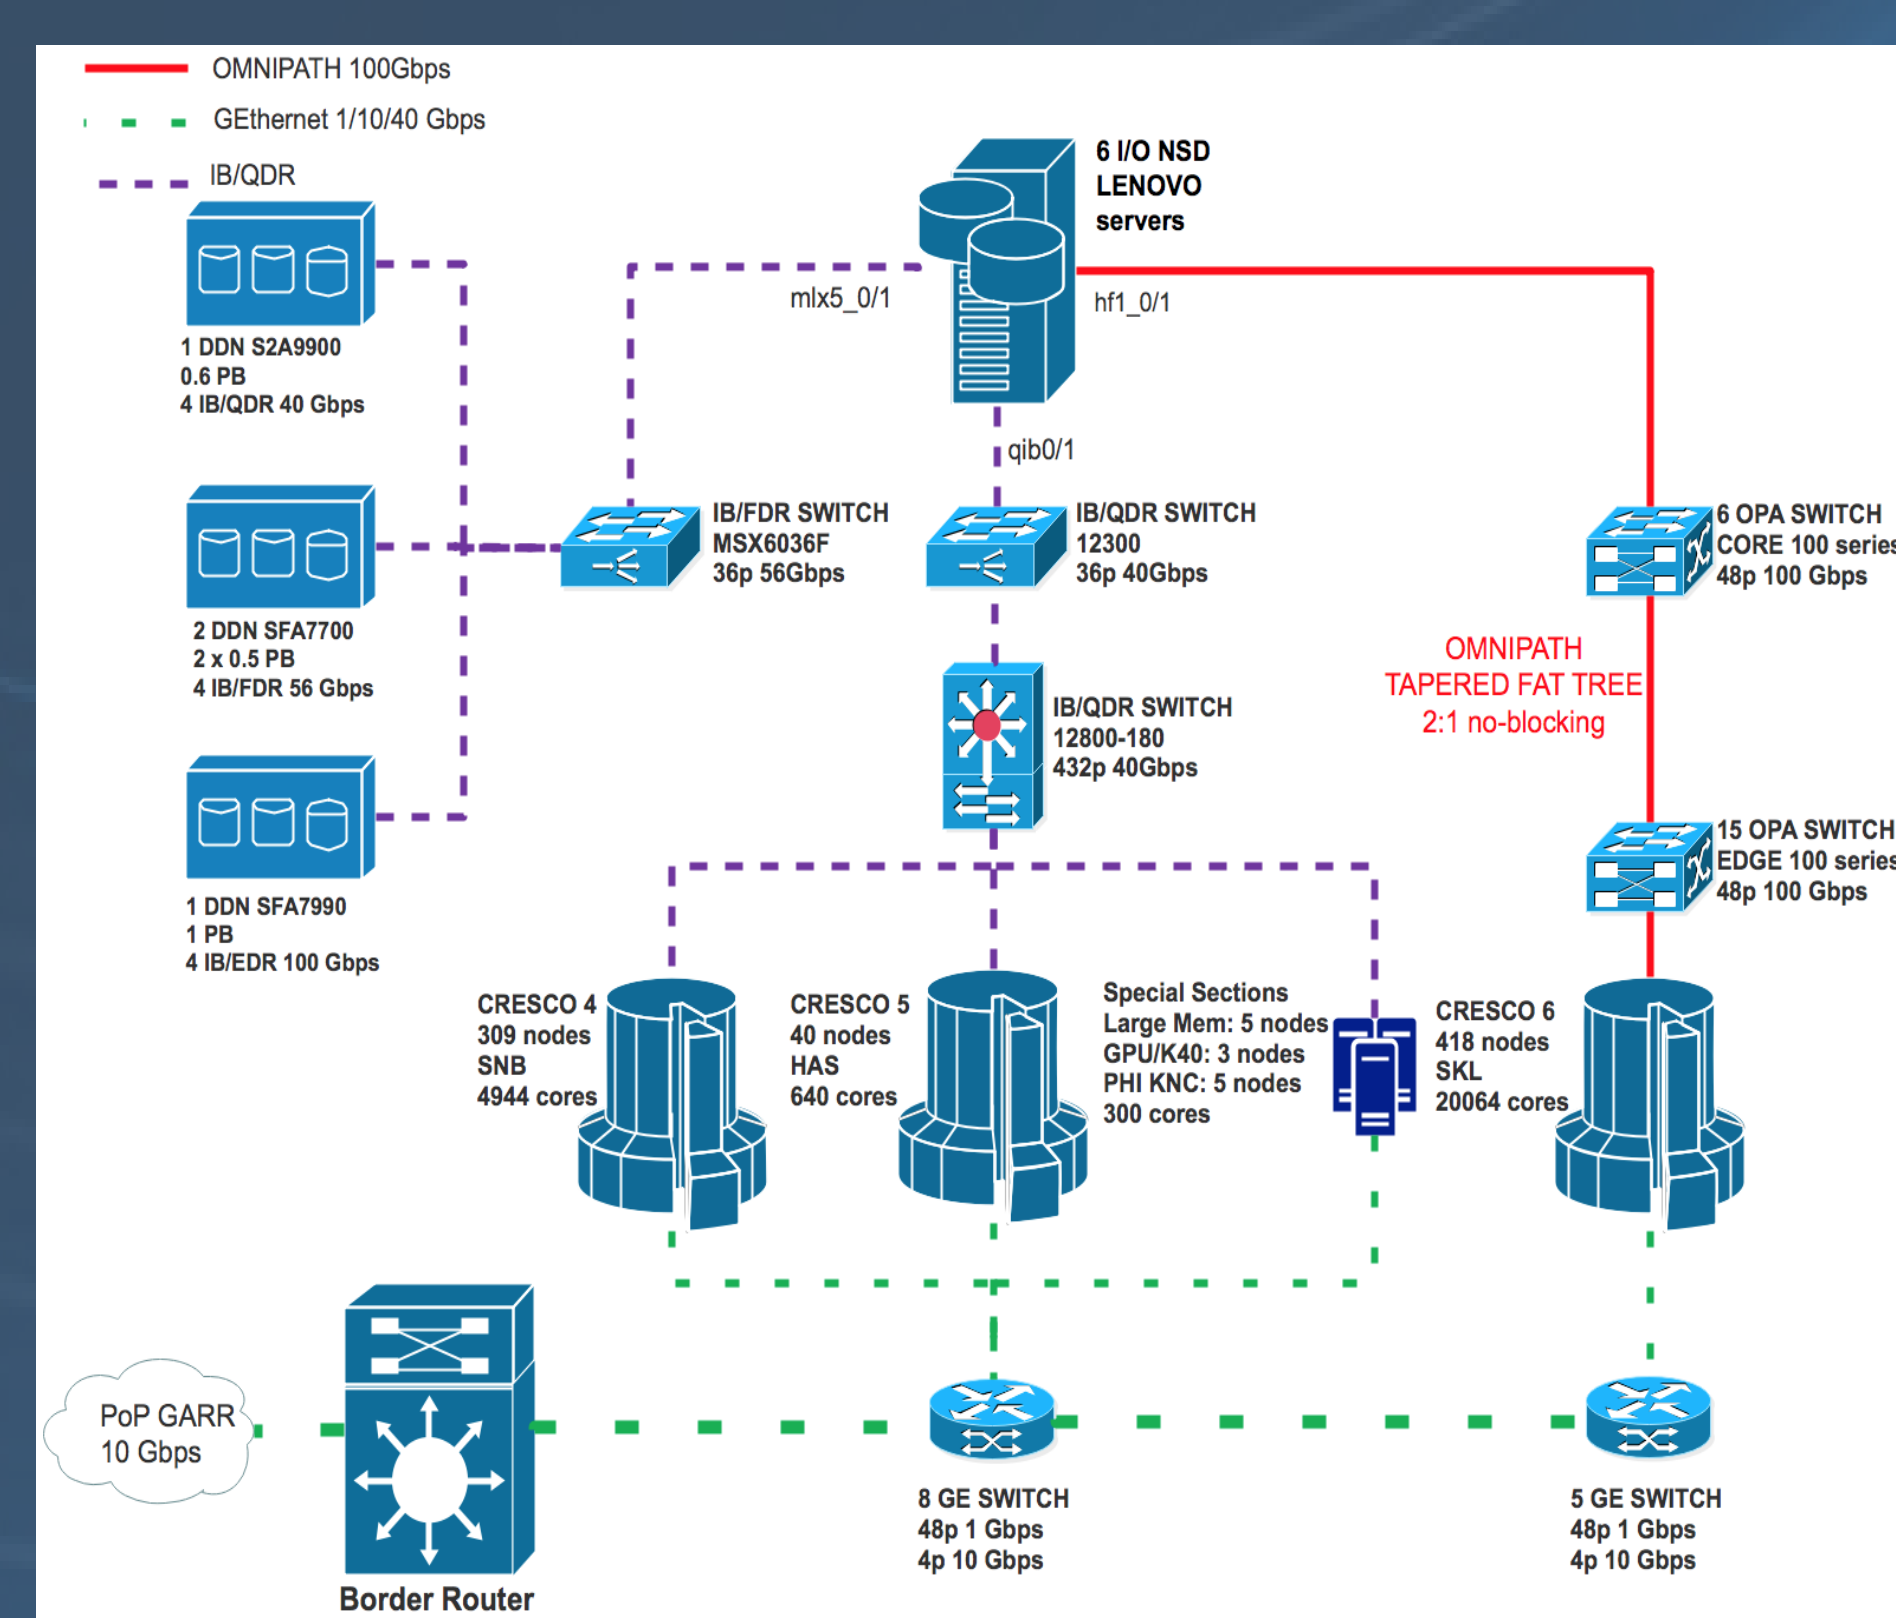 OMNIPATH 100Gbps
GEthernet 1/10/40 Gbps
IB/QDR
6 I/O NSD
LENOVO
servers
mlx5_0/1
hf1_0/1
1 DDN S2A9900
0.6 PB
4 IB/QDR 40 Gbps
qib0/1
IB/FDR SWITCH
MSX6036F
36p 56Gbps
IB/QDR SWITCH
12300
36p 40Gbps
6 OPA SWITCH
CORE 100 series
48p 100 Gbps
2 DDN SFA7700
2 x 0.5 PB
4 IB/FDR 56 Gbps
OMNIPATH
TAPERED FAT TREE
2:1 no-blocking
IB/QDR SWITCH
12800-180
432p 40Gbps
15 OPA SWITCH
EDGE 100 series
48p 100 Gbps
1 DDN SFA7990
1 PB
4 IB/EDR 100 Gbps
CRESCO 4
309 nodes
SNB
4944 cores
CRESCO 5
40 nodes
HAS
640 cores
Special Sections
Large Mem: 5 nodes
GPU/K40: 3 nodes
PHI KNC: 5 nodes
300 cores
CRESCO 6
418 nodes
SKL
20064 cores
PoP GARR
10 Gbps
Border Router
8 GE SWITCH
48p 1 Gbps
4p 10 Gbps
5 GE SWITCH
48p 1 Gbps
4p 10 Gbps